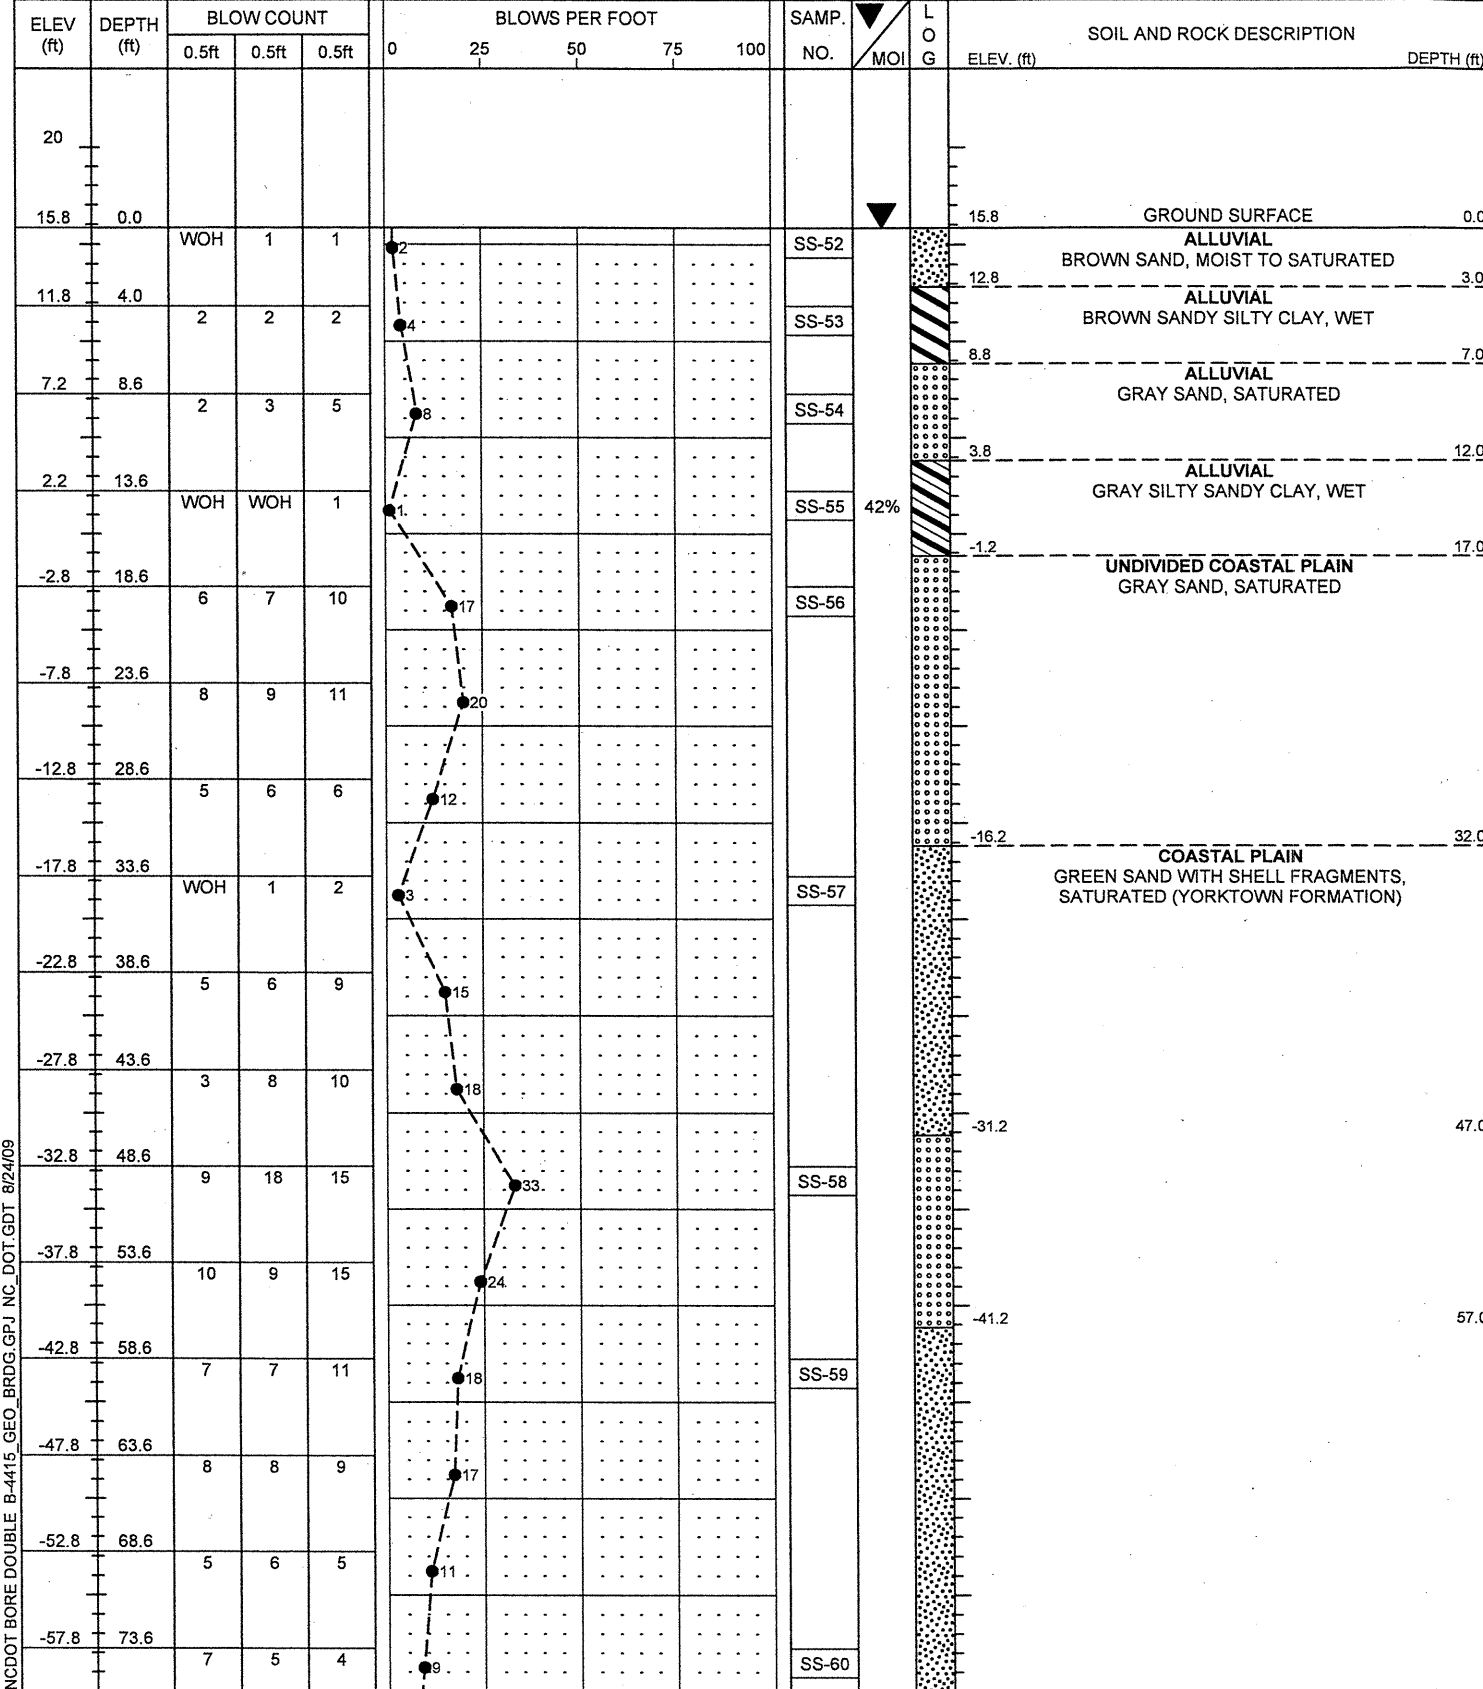 ELEV (ft) DEPTH (ft) BLOW COUNT 0.5ft 0.5ft 0.5ft BLOWS PER FOOT 0 25 50 75 100 SAMP. NO. MOI L O G SOIL AND ROCK DESCRIPTION ELEV. (ft) DEPTH (ft)
20
15.8 0.0 15.8 GROUND SURFACE 0.0
WOH 1 1 2 SS-52 ALLUVIAL
BROWN SAND, MOIST TO SATURATED
12.8 3.0
11.8 4.0 ALLUVIAL
2 2 2 4 SS-53 BROWN SANDY SILTY CLAY, WET
8.8 7.0
7.2 8.6 ALLUVIAL
GRAY SAND, SATURATED
2 3 5 8 SS-54
3.8 12.0
2.2 13.6 ALLUVIAL
GRAY SILTY SANDY CLAY, WET
WOH WOH 1 1 SS-55 42%
-1.2 17.0
-2.8 18.6 UNDIVIDED COASTAL PLAIN
GRAY SAND, SATURATED
6 7 10 17 SS-56
-7.8 23.6
8 9 11 20
-12.8 28.6
5 6 6 12
-16.2 32.0
-17.8 33.6 COASTAL PLAIN
GREEN SAND WITH SHELL FRAGMENTS,
WOH 1 2 3 SS-57 SATURATED (YORKTOWN FORMATION)
-22.8 38.6
5 6 9 15
-27.8 43.6
3 8 10 18
-31.2 47.0
-32.8 48.6
9 18 15 33 SS-58
-37.8 53.6
10 9 15 24
-41.2 57.0
-42.8 58.6
7 7 11 18 SS-59
-47.8 63.6
8 8 9 17
-52.8 68.6
5 6 5 11
-57.8 73.6
7 5 4 9 SS-60
NCDOT BORE DOUBLE B-4415_GEO_BRDG.GPJ NC_DOT.GDT 8/24/09